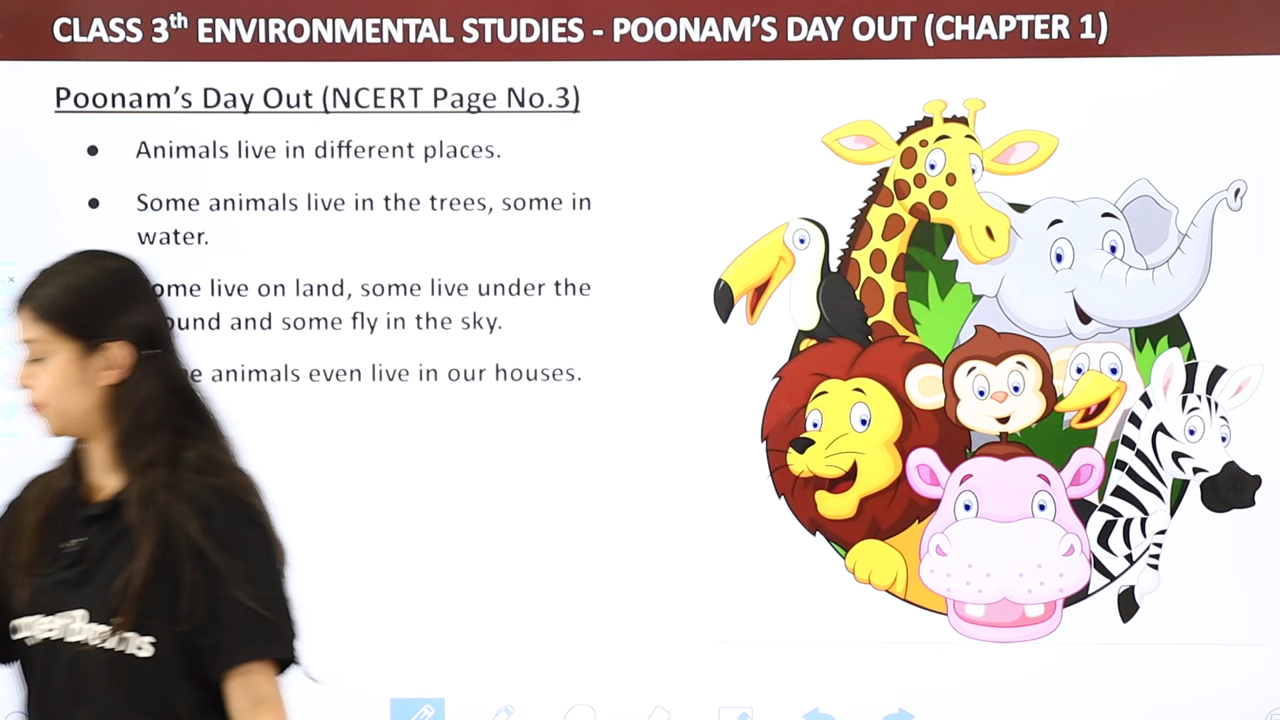 CLASS 3th ENVIRONMENTAL STUDIES - POONAM'S DAY OUT (CHAPTER 1)
Poonam's Day Out (NCERT Page No.3)
● Animals live in different places.
● Some animals live in the trees, some in
water.
ome live on land, some live under the
ound and some fly in the sky.
e animals even live in our houses.